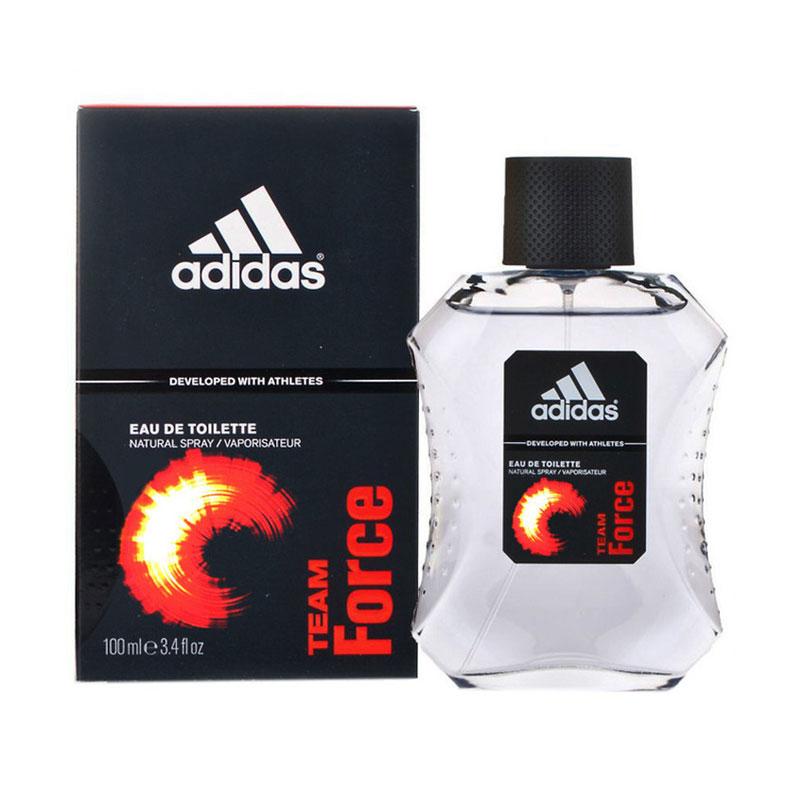 adidas®
DEVELOPED WITH ATHLETES
EAU DE TOILETTE
NATURAL SPRAY / VAPORISATEUR
TEAM
Force
100 ml e 3.4 fl oz
adidas
DEVELOPED WITH ATHLETES
EAU DE TOILETTE
NATURAL SPRAY / VAPORISATEUR
TEAM
Force